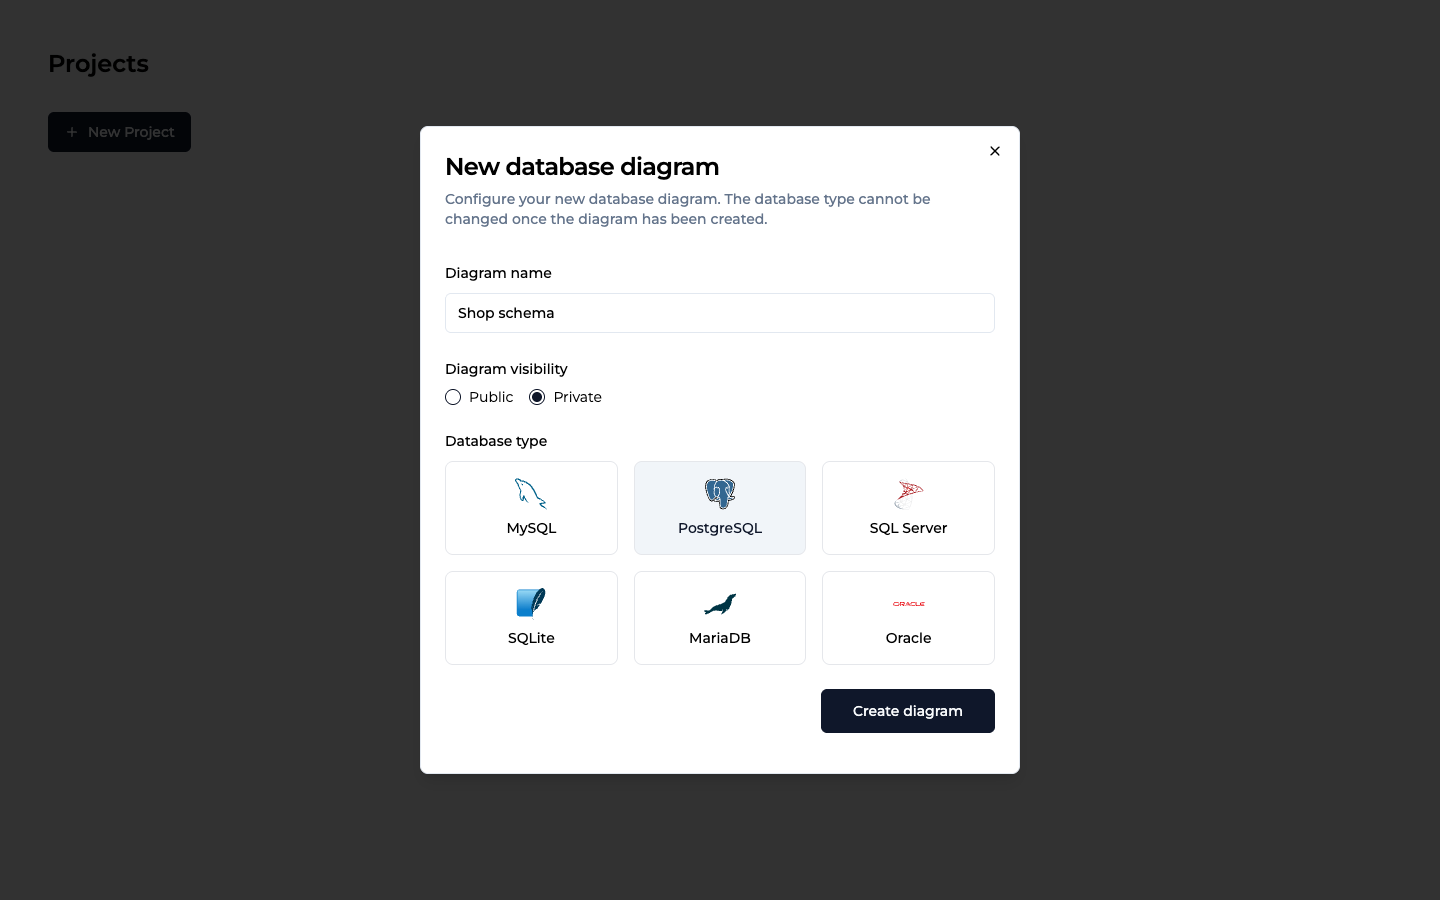 Projects
New Project
New database diagram
Configure your new database diagram. The database type cannot be
changed once the diagram has been created.
Diagram name
Shop schema
Diagram visibility
Public Private
Database type
MySQL PostgreSQL SQL Server
ORACLE
SQLite MariaDB Oracle
Create diagram